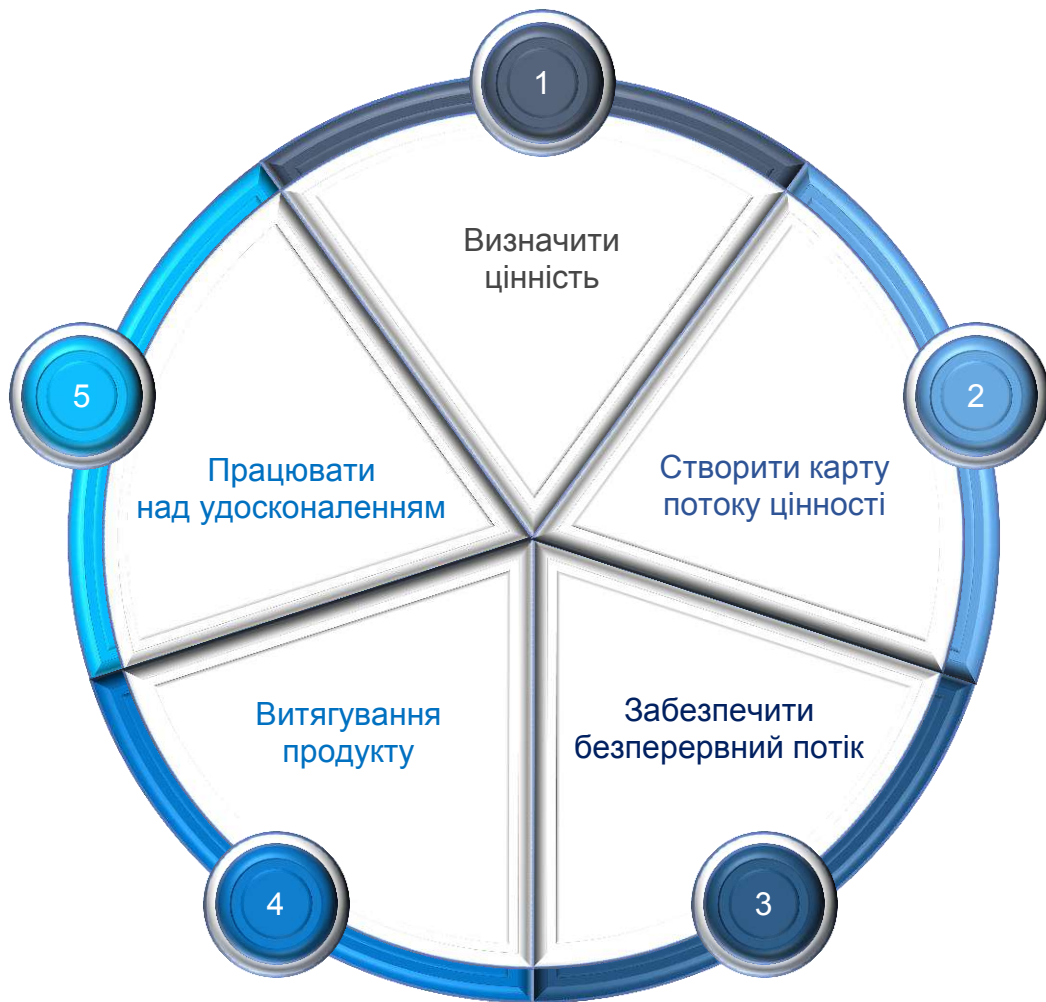 1
Визначити
цінність
2
Створити карту
потоку цінності
3
Забезпечити
безперервний потік
4
Витягування
продукту
5
Працювати
над удосконаленням